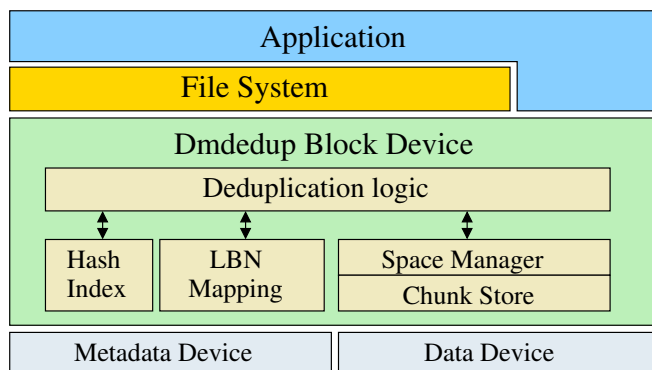 Application
File System
Dmdedup Block Device
Deduplication logic
Hash
Index
LBN
Mapping
Space Manager
Chunk Store
Metadata Device
Data Device